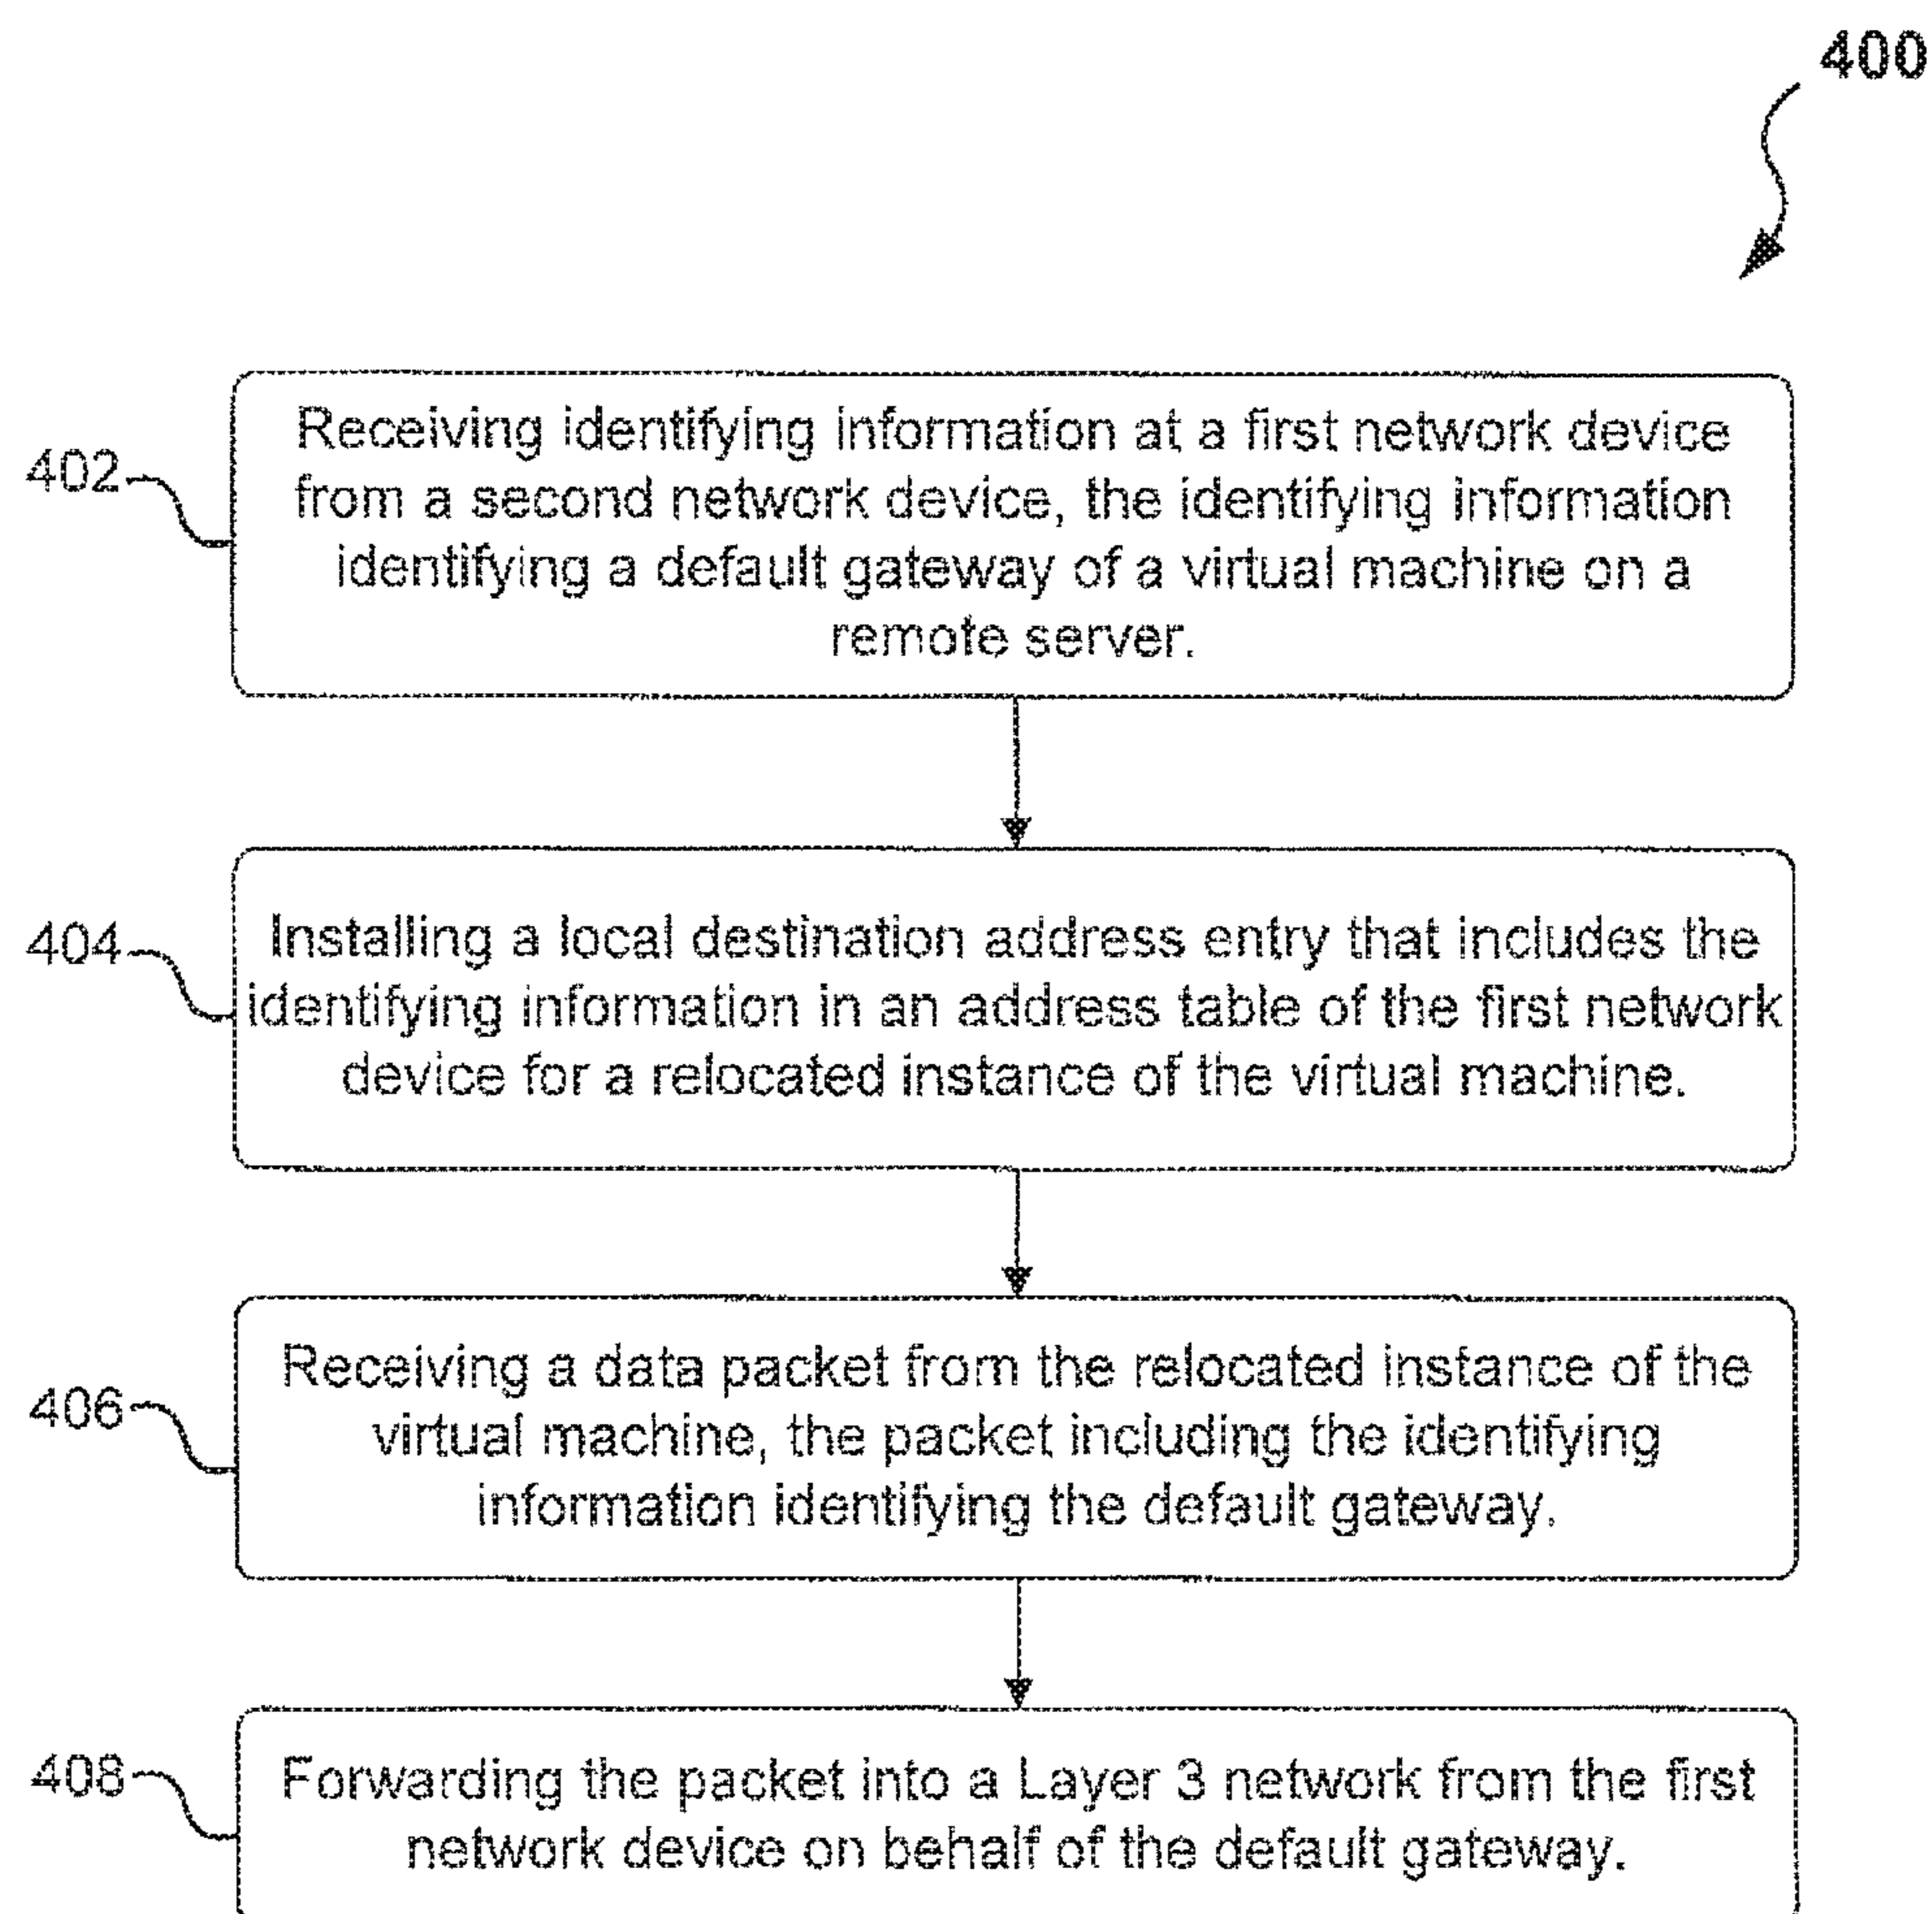 400
402
Receiving identifying information at a first network device
from a second network device, the identifying information
identifying a default gateway of a virtual machine on a
remote server.
404
Installing a local destination address entry that includes the
identifying information in an address table of the first network
device for a relocated instance of the virtual machine.
406
Receiving a data packet from the relocated instance of the
virtual machine, the packet including the identifying
information identifying the default gateway.
408
Forwarding the packet into a Layer 3 network from the first
network device on behalf of the default gateway.